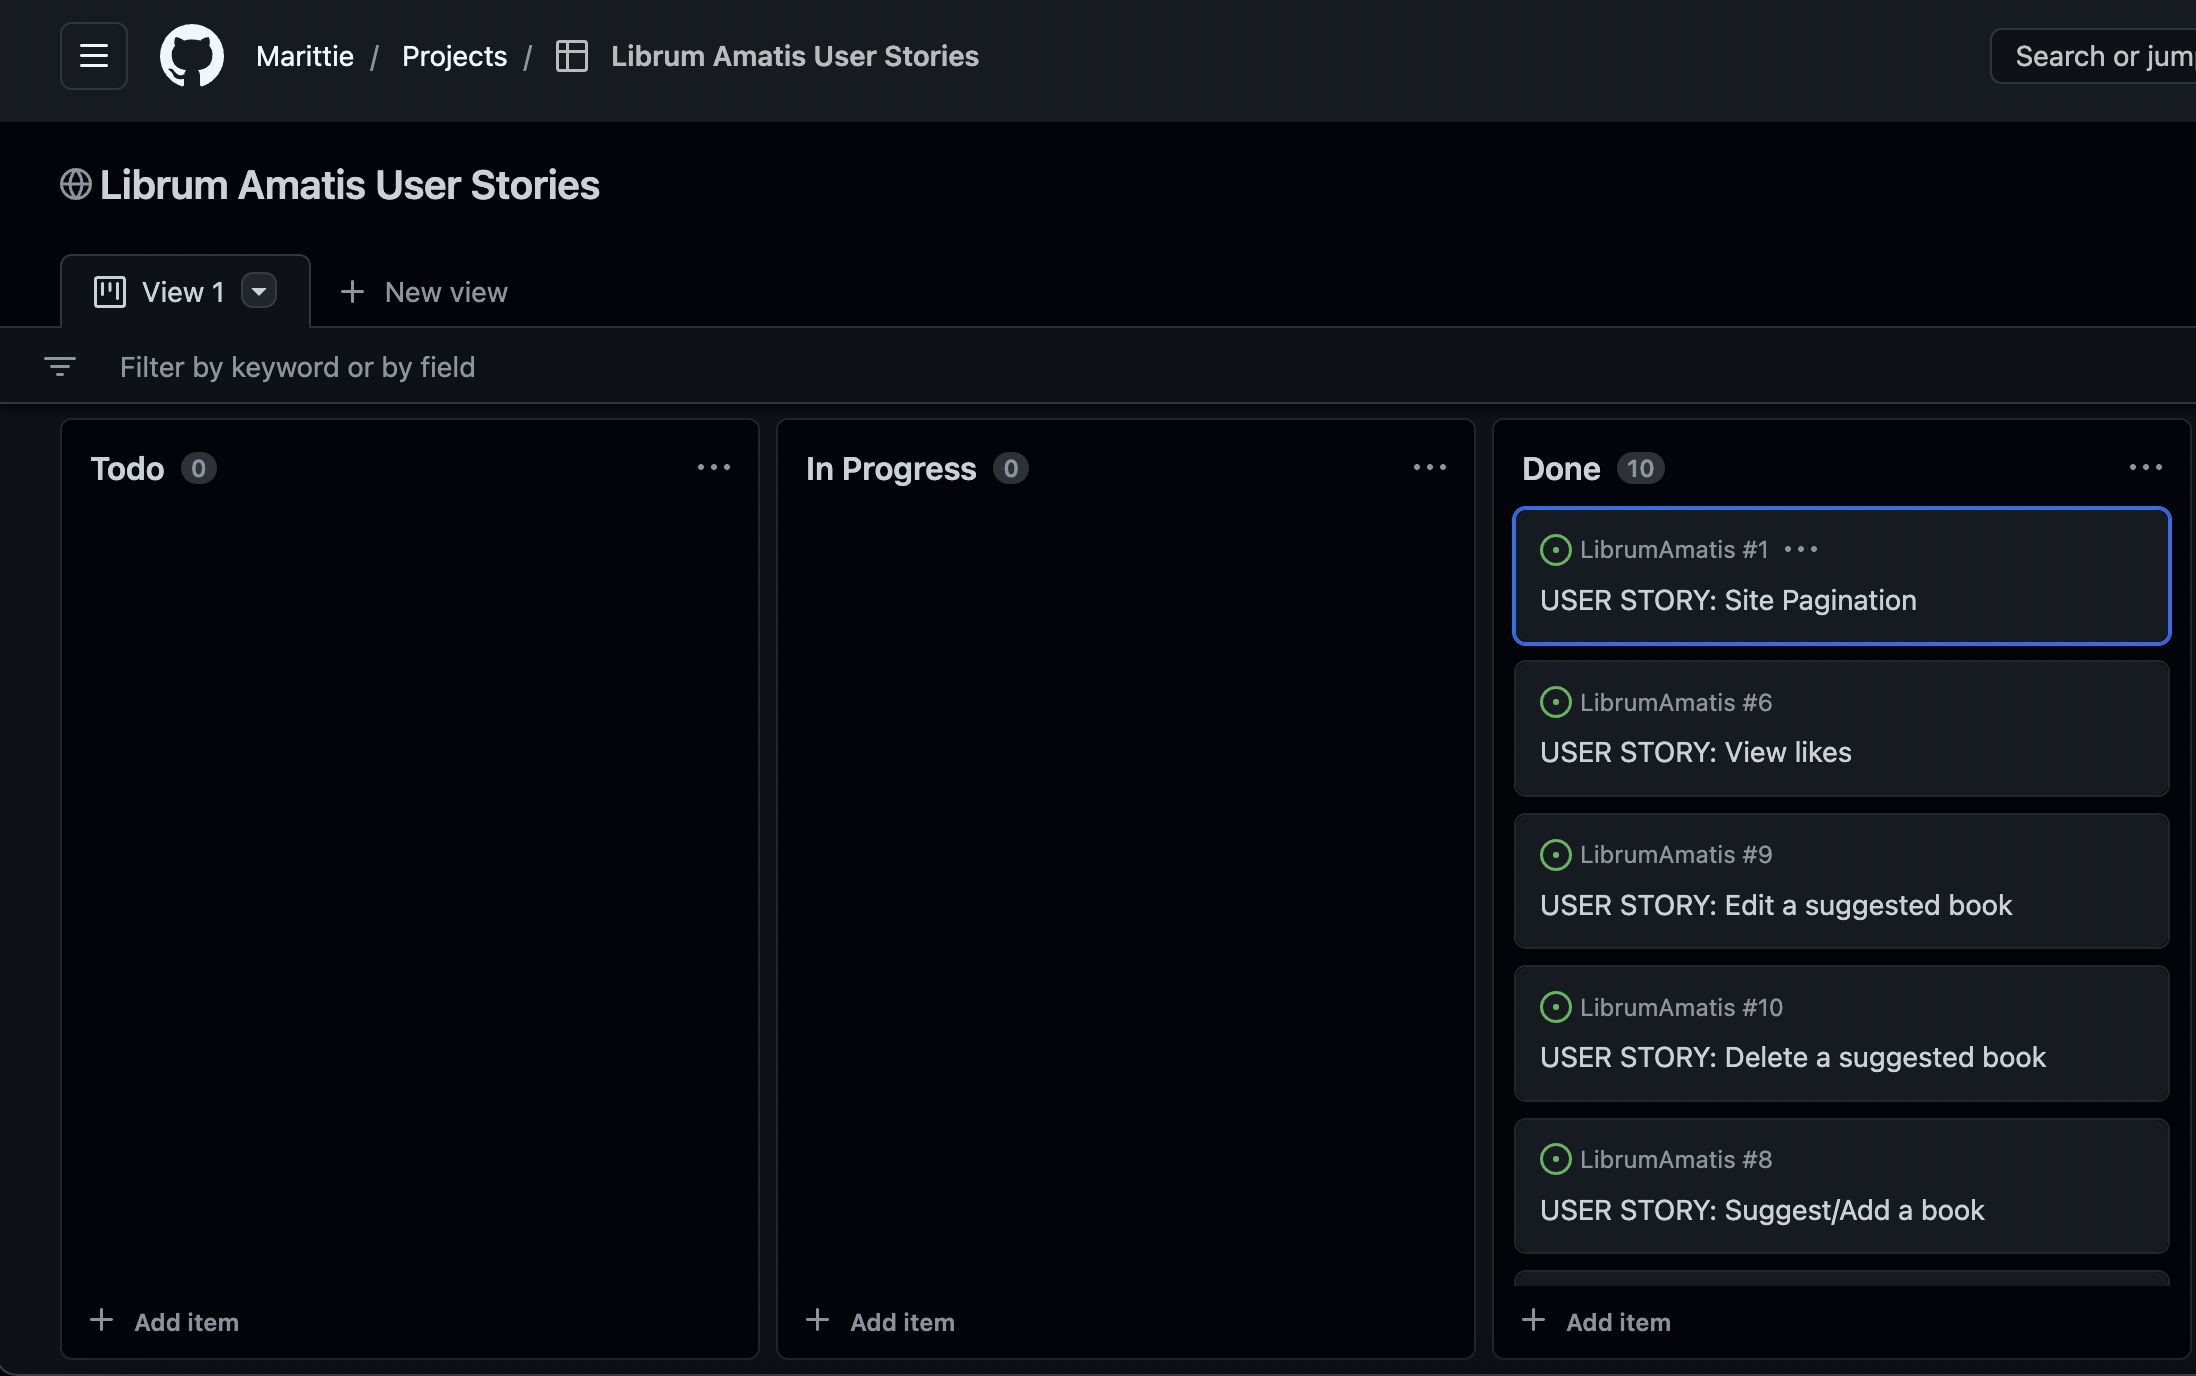 Marittie / Projects / Librum Amatis User Stories
Search or jum
Librum Amatis User Stories
View 1
New view
Filter by keyword or by field
Todo 0
In Progress 0
Done 10
LibrumAmatis #1
USER STORY: Site Pagination
LibrumAmatis #6
USER STORY: View likes
LibrumAmatis #9
USER STORY: Edit a suggested book
LibrumAmatis #10
USER STORY: Delete a suggested book
LibrumAmatis #8
USER STORY: Suggest/Add a book
Add item
Add item
Add item